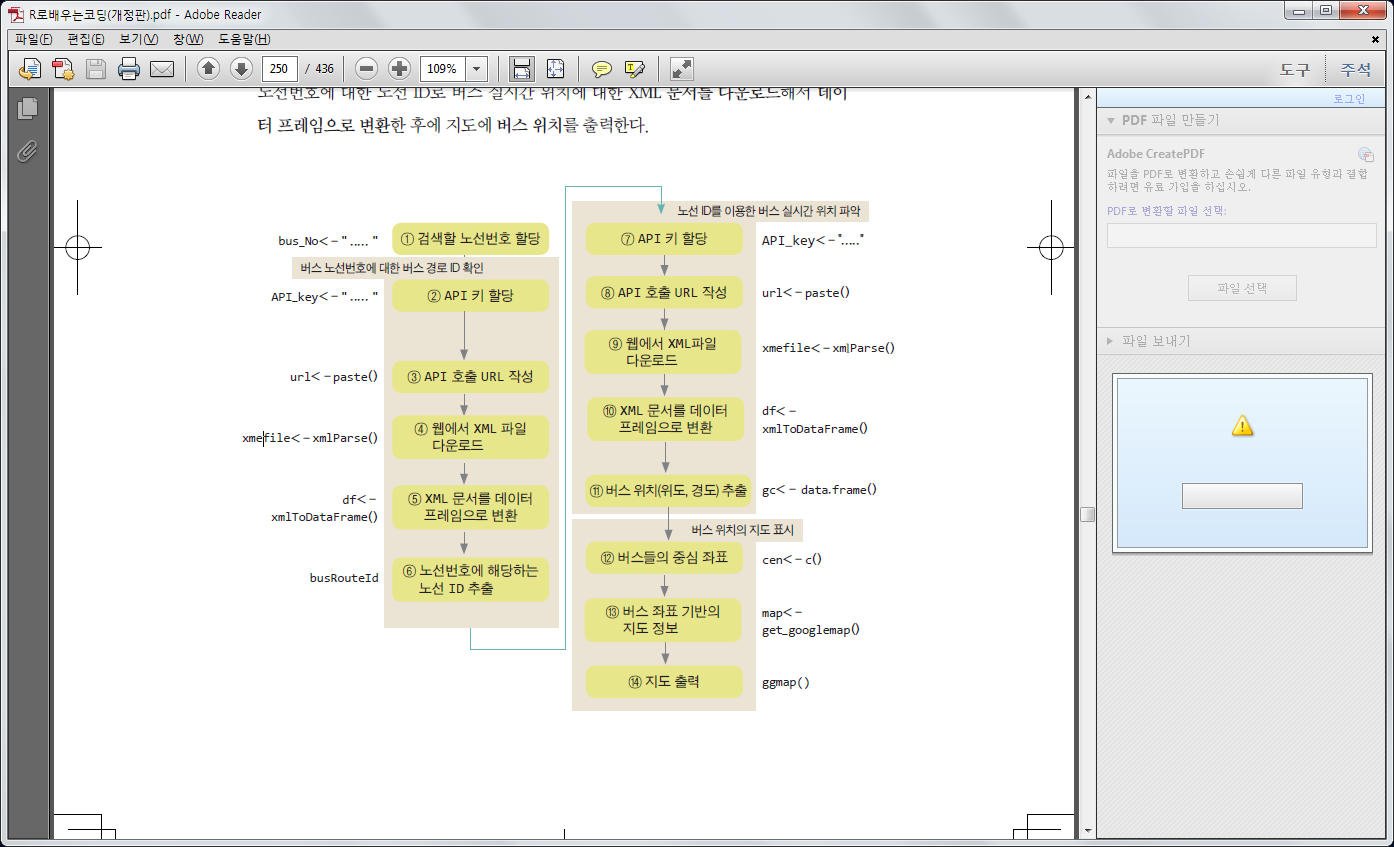 R로배우는코딩(개정판).pdf - Adobe Reader
파일(F) 편집(E) 보기(V) 창(W) 도움말(H)
250 / 436 109% 도구 주석
노선번호에 대한 노선 ID로 버스 실시간 위치에 대한 XML 문서를 다운로드해서 데이
터 프레임으로 변환한 후에 지도에 버스 위치를 출력한다.
bus_No<-"....." ① 검색할 노선번호 할당
버스 노선번호에 대한 버스 경로 ID 확인
API_key<-"....." ② API 키 할당
url<-paste() ③ API 호출 URL 작성
xmefile<-xmlParse() ④ 웹에서 XML 파일
다운로드
df<-
xmlToDataFrame()
⑤ XML 문서를 데이터
프레임으로 변환
busRouteId ⑥ 노선번호에 해당하는
노선 ID 추출
노선 ID를 이용한 버스 실시간 위치 파악
⑦ API 키 할당 API_key<-"....."
⑧ API 호출 URL 작성 url<-paste()
⑨ 웹에서 XML파일
다운로드
xmefile<-xmlParse()
⑩ XML 문서를 데이터
프레임으로 변환
df<-
xmlToDataFrame()
⑪ 버스 위치(위도, 경도) 추출 gc<- data.frame()
버스 위치의 지도 표시
⑫ 버스들의 중심 좌표 cen<-c()
⑬ 버스 좌표 기반의
지도 정보
map<-
get_googlemap()
⑭ 지도 출력 ggmap()
로그인
PDF 파일 만들기
Adobe CreatePDF
파일을 PDF로 변환하고 손쉽게 다른 파일 유형과 결합
하려면 유료 가입을 하십시오.
PDF로 변환할 파일 선택:
파일 선택
파일 보내기